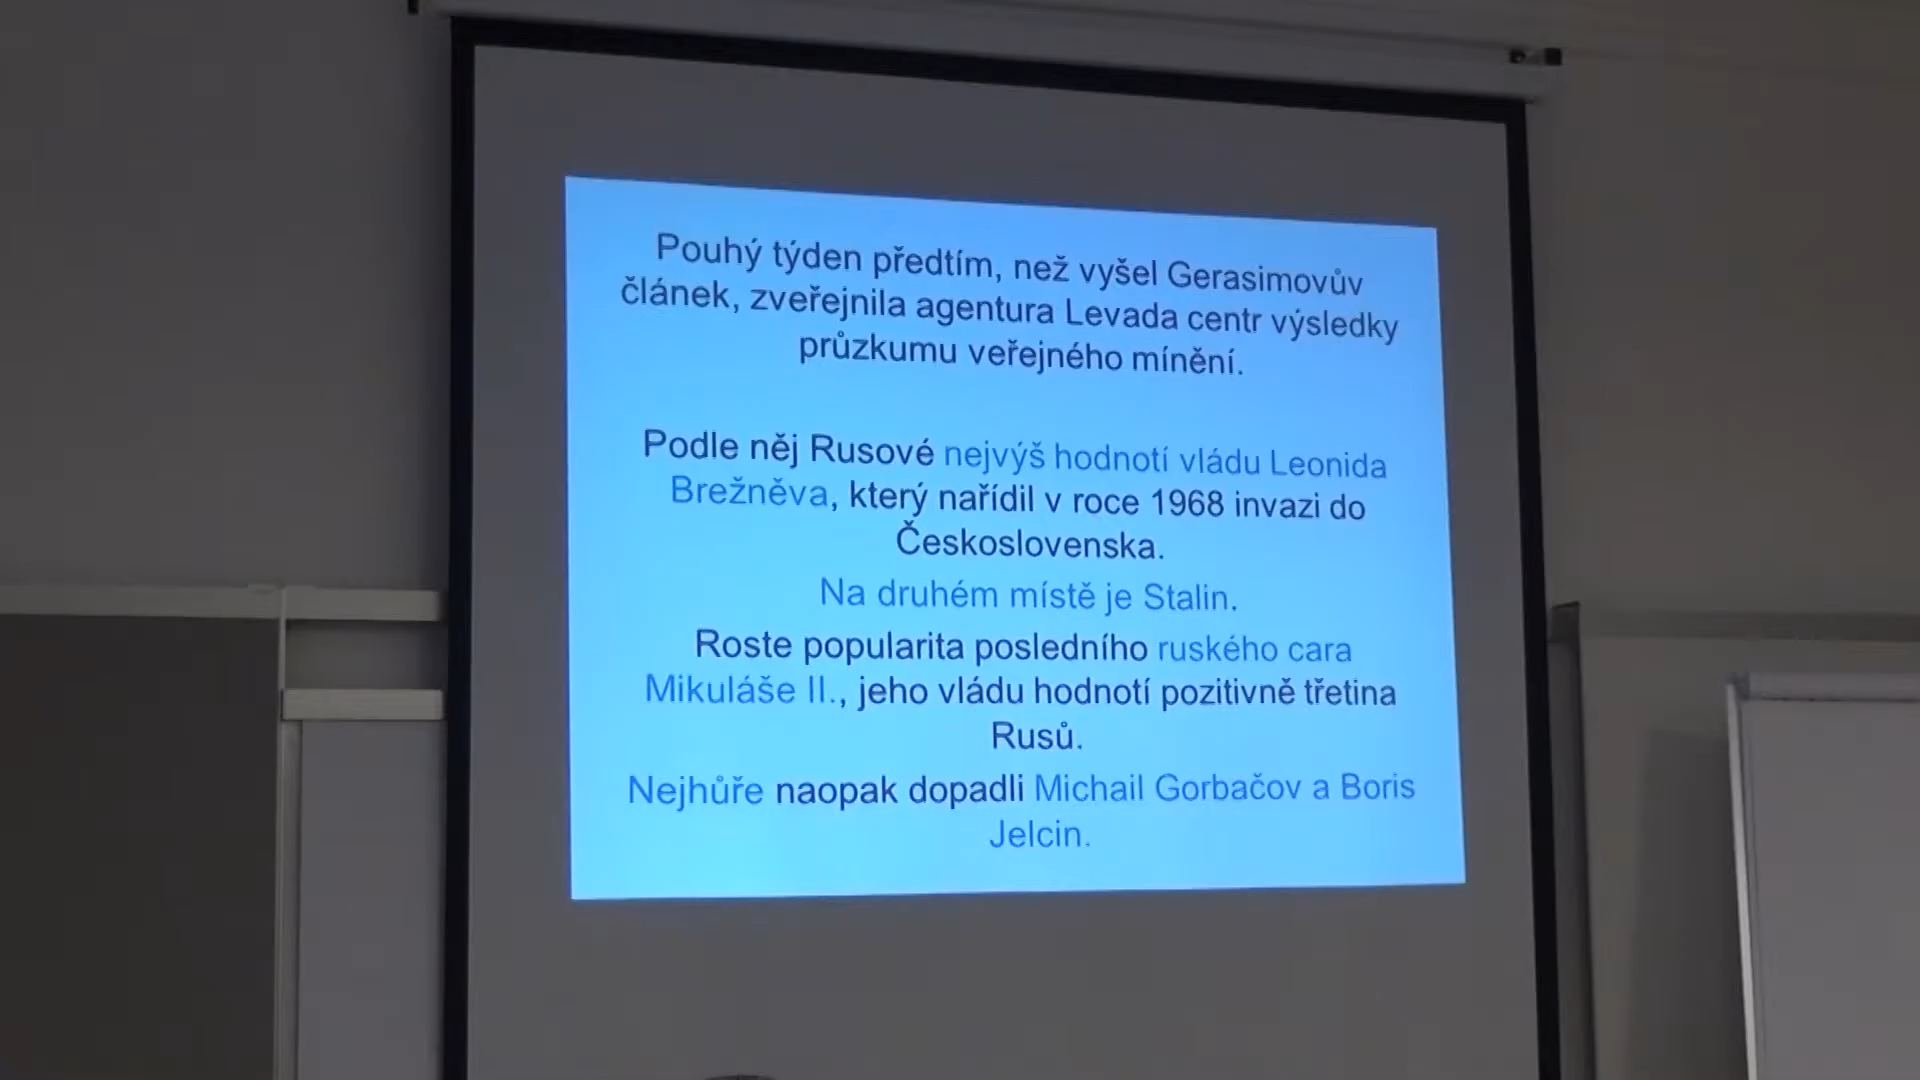 Pouhý týden předtím, než vyšel Gerasimovův
článek, zveřejnila agentura Levada centr výsledky
průzkumu veřejného mínění.
Podle něj Rusové nejvýš hodnotí vládu Leonida
Brežněva, který nařídil v roce 1968 invazi do
Československa.
Na druhém místě je Stalin.
Roste popularita posledního ruského cara
Mikuláše II., jeho vládu hodnotí pozitivně třetina
Rusů.
Nejhůře naopak dopadli Michail Gorbačov a Boris
Jelcin.